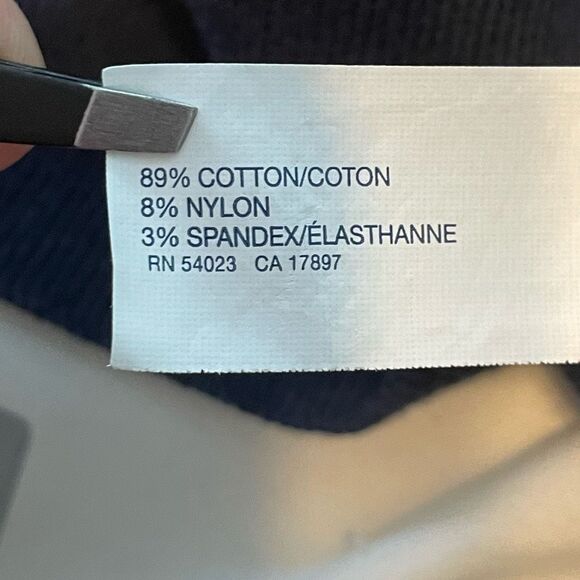 89% COTTON/COTON
8% NYLON
3% SPANDEX/ÉLASTHANNE
RN 54023 CA 17897